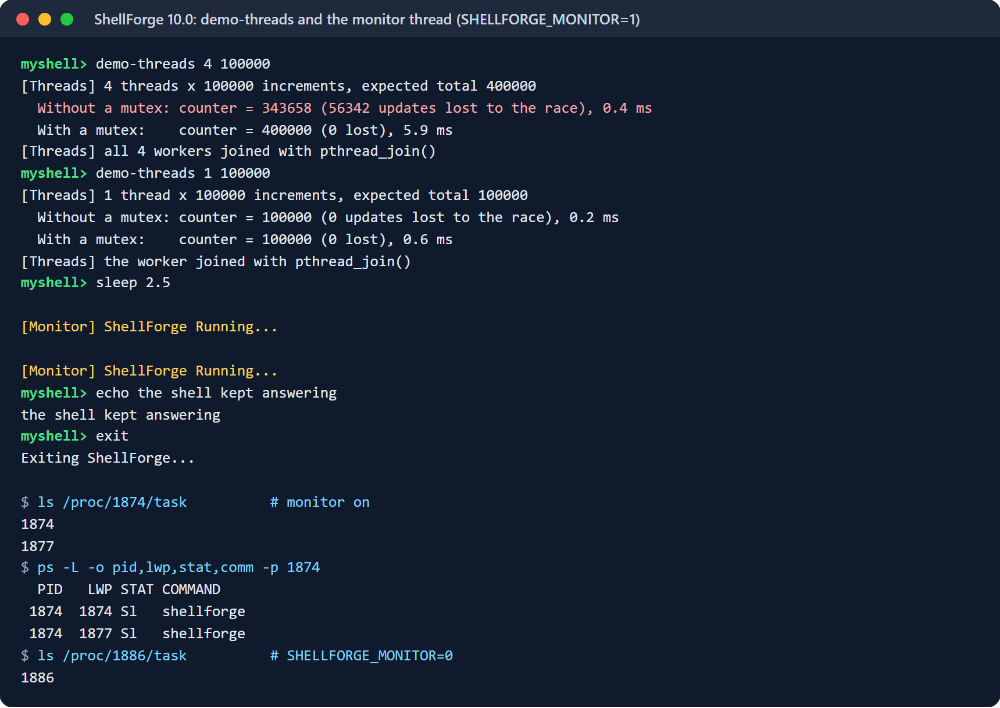 ShellForge 10.0: demo-threads and the monitor thread (SHELLFORGE_MONITOR=1)
myshell> demo-threads 4 100000
[Threads] 4 threads x 100000 increments, expected total 400000
  Without a mutex: counter = 343658 (56342 updates lost to the race), 0.4 ms
  With a mutex:    counter = 400000 (0 lost), 5.9 ms
[Threads] all 4 workers joined with pthread_join()
myshell> demo-threads 1 100000
[Threads] 1 thread x 100000 increments, expected total 100000
  Without a mutex: counter = 100000 (0 updates lost to the race), 0.2 ms
  With a mutex:    counter = 100000 (0 lost), 0.6 ms
[Threads] the worker joined with pthread_join()
myshell> sleep 2.5

[Monitor] ShellForge Running...

[Monitor] ShellForge Running...
myshell> echo the shell kept answering
the shell kept answering
myshell> exit
Exiting ShellForge...

$ ls /proc/1874/task          # monitor on
1874
1877
$ ps -L -o pid,lwp,stat,comm -p 1874
  PID   LWP STAT COMMAND
 1874  1874 Sl   shellforge
 1874  1877 Sl   shellforge
$ ls /proc/1886/task          # SHELLFORGE_MONITOR=0
1886